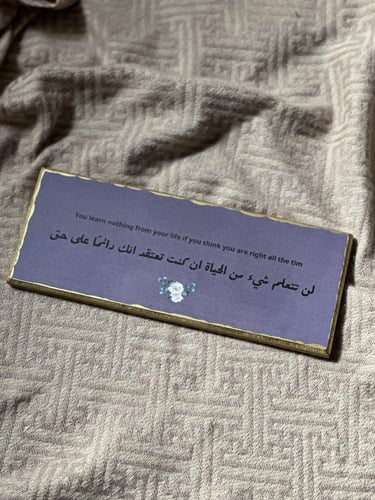 You learn nothing from your life if you think you are right all the tim
لن تتعلم شيء من الحياة ان كنت تعتقد انك دائمًا على حق